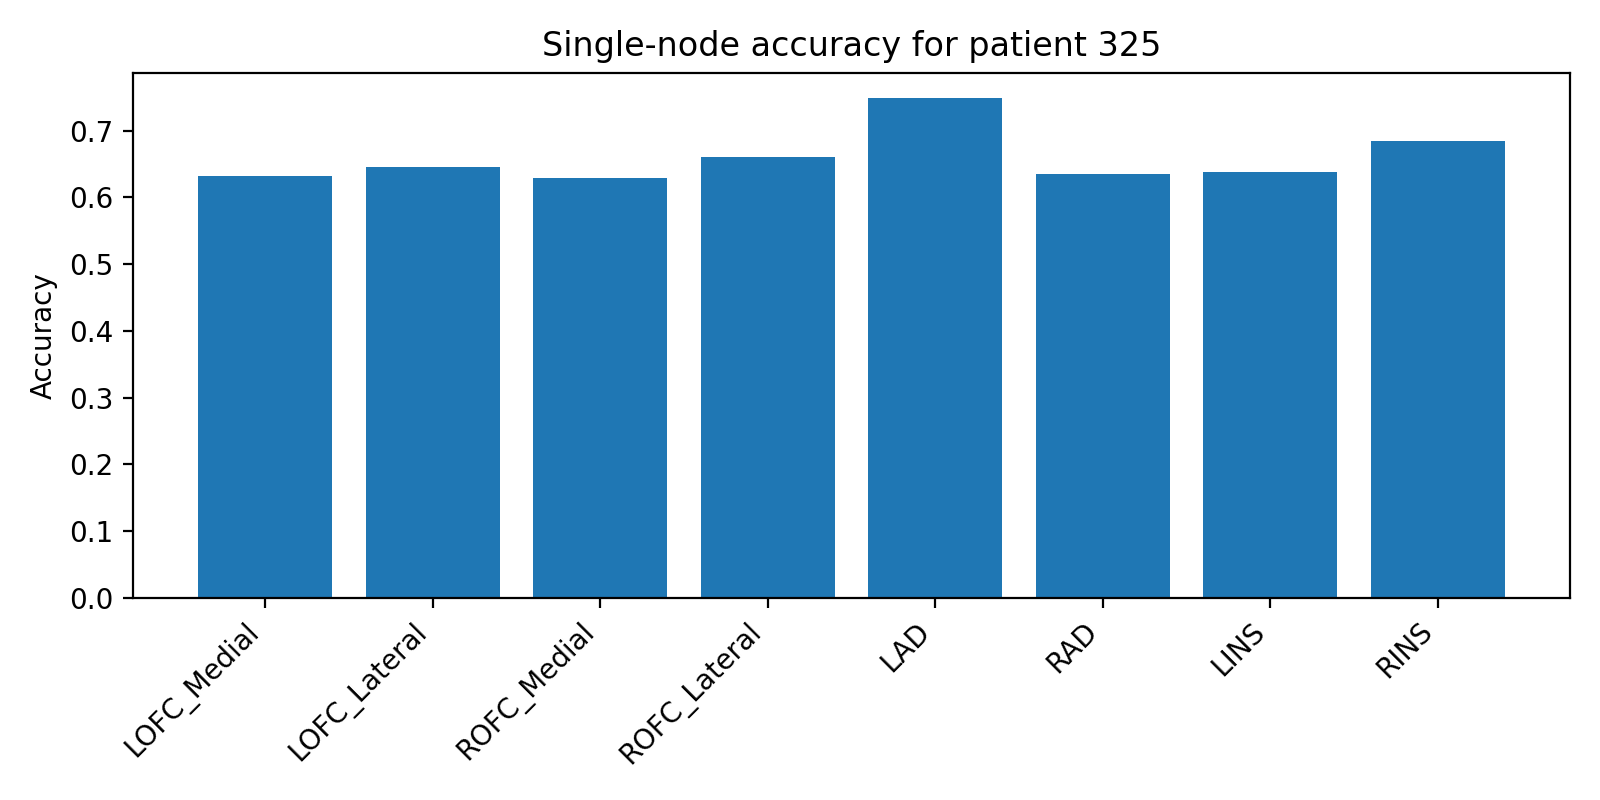 Single-node accuracy for patient 325
Accuracy
0.7
0.6
0.5
0.4
0.3
0.2
0.1
0.0
LOFC_Medial
LOFC_Lateral
ROFC_Medial
ROFC_Lateral
LAD
RAD
LINS
RINS